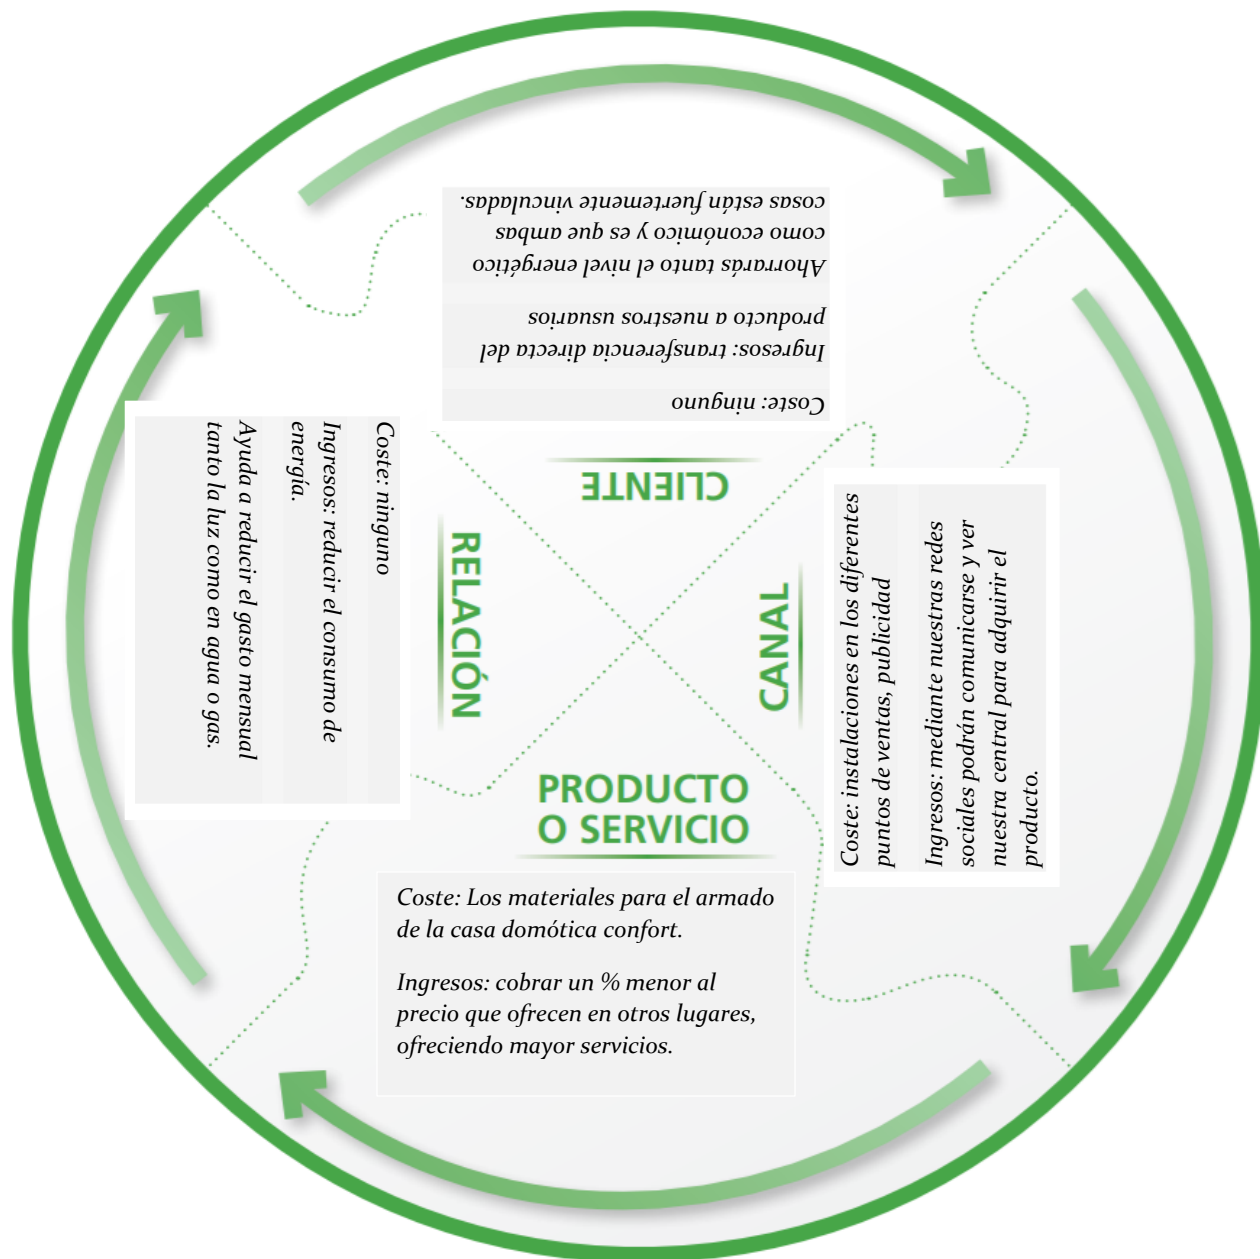 Coste: ninguno
Ingresos: transferencia directa del
producto a nuestros usuarios
Ahorrarás tanto el nivel energético
como económico y es que ambas
cosas están fuertemente vinculadas.
CLIENTE
Coste: ninguno
Ingresos: reducir el consumo de
energía.
Ayuda a reducir el gasto mensual
tanto la luz como en agua o gas.
RELACIÓN
CANAL
Coste: instalaciones en los diferentes
puntos de ventas, publicidad
Ingresos: mediante nuestras redes
sociales podrán comunicarse y ver
nuestra central para adquirir el
producto.
PRODUCTO
O SERVICIO
Coste: Los materiales para el armado
de la casa domótica confort.
Ingresos: cobrar un % menor al
precio que ofrecen en otros lugares,
ofreciendo mayor servicios.